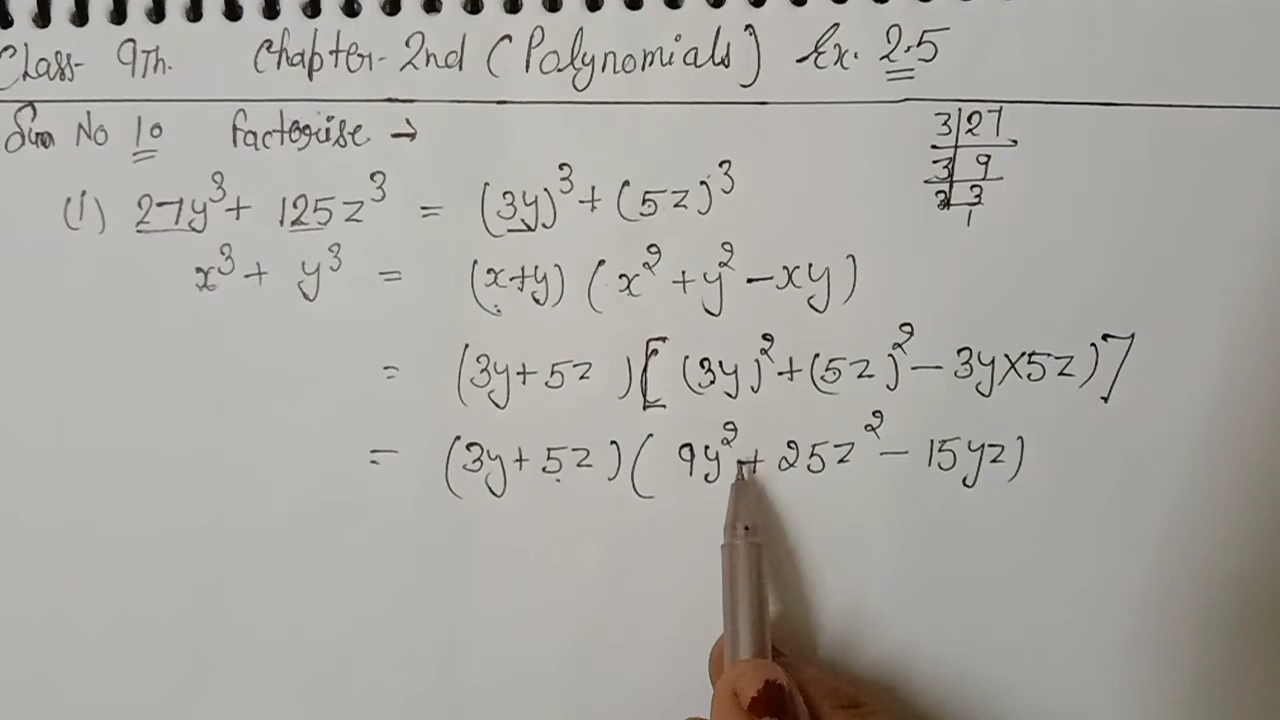 Class- 9Th. Chapter-2nd (Polynomials) Ex. 2.5
Sum No 10 factorise →
(i) 27y³ + 125z³ = (3y)³ + (5z)³
x³ + y³ = (x+y) (x² + y² - xy)
= (3y+5z)[(3y)² + (5z)² - 3y×5z)]
= (3y+5z)(9y² + 25z² - 15yz)
3|27
3|9
3|3
1